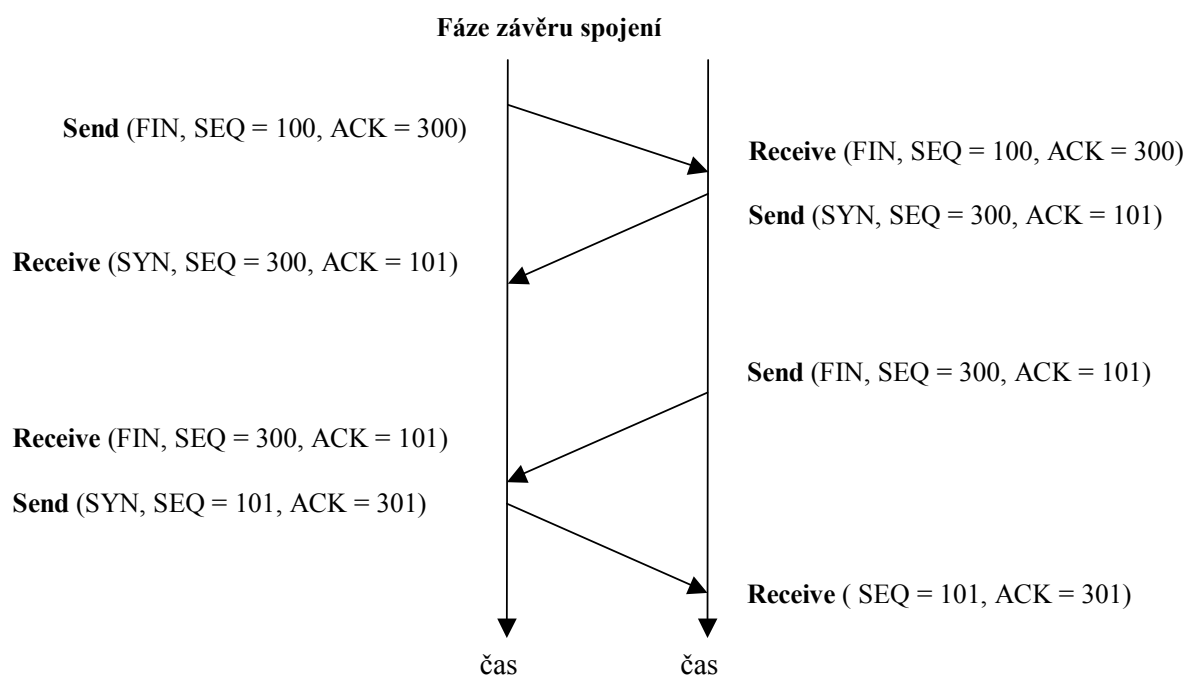 Fáze závěru spojení
Send (FIN, SEQ = 100, ACK = 300)
Receive (FIN, SEQ = 100, ACK = 300)
Send (SYN, SEQ = 300, ACK = 101)
Receive (SYN, SEQ = 300, ACK = 101)
Send (FIN, SEQ = 300, ACK = 101)
Receive (FIN, SEQ = 300, ACK = 101)
Send (SYN, SEQ = 101, ACK = 301)
Receive ( SEQ = 101, ACK = 301)
čas
čas